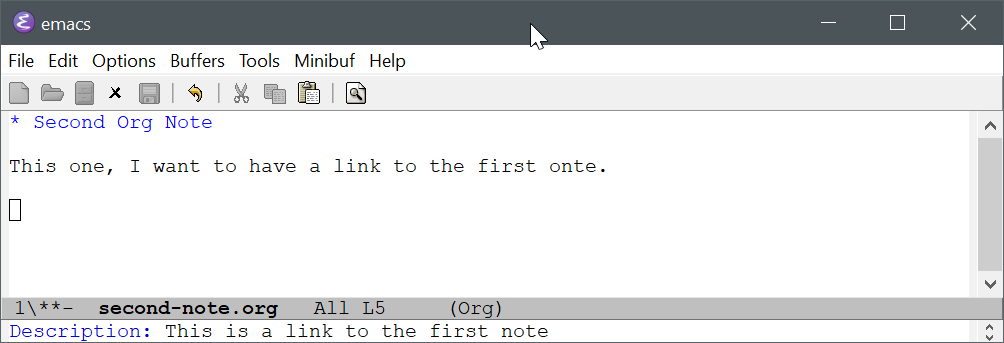 emacs
File Edit Options Buffers Tools Minibuf Help
* Second Org Note
This one, I want to have a link to the first onte.
1\**-  second-note.org   All L5     (Org)
Description: This is a link to the first note